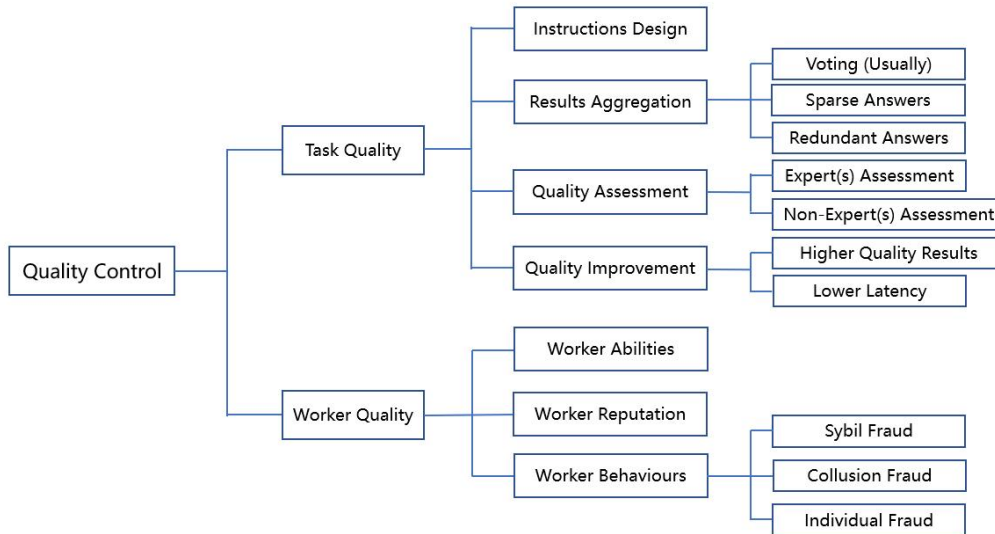 Quality Control
Task Quality
Instructions Design
Results Aggregation
Voting (Usually)
Sparse Answers
Redundant Answers
Quality Assessment
Expert(s) Assessment
Non-Expert(s) Assessment
Quality Improvement
Higher Quality Results
Lower Latency
Worker Quality
Worker Abilities
Worker Reputation
Worker Behaviours
Sybil Fraud
Collusion Fraud
Individual Fraud